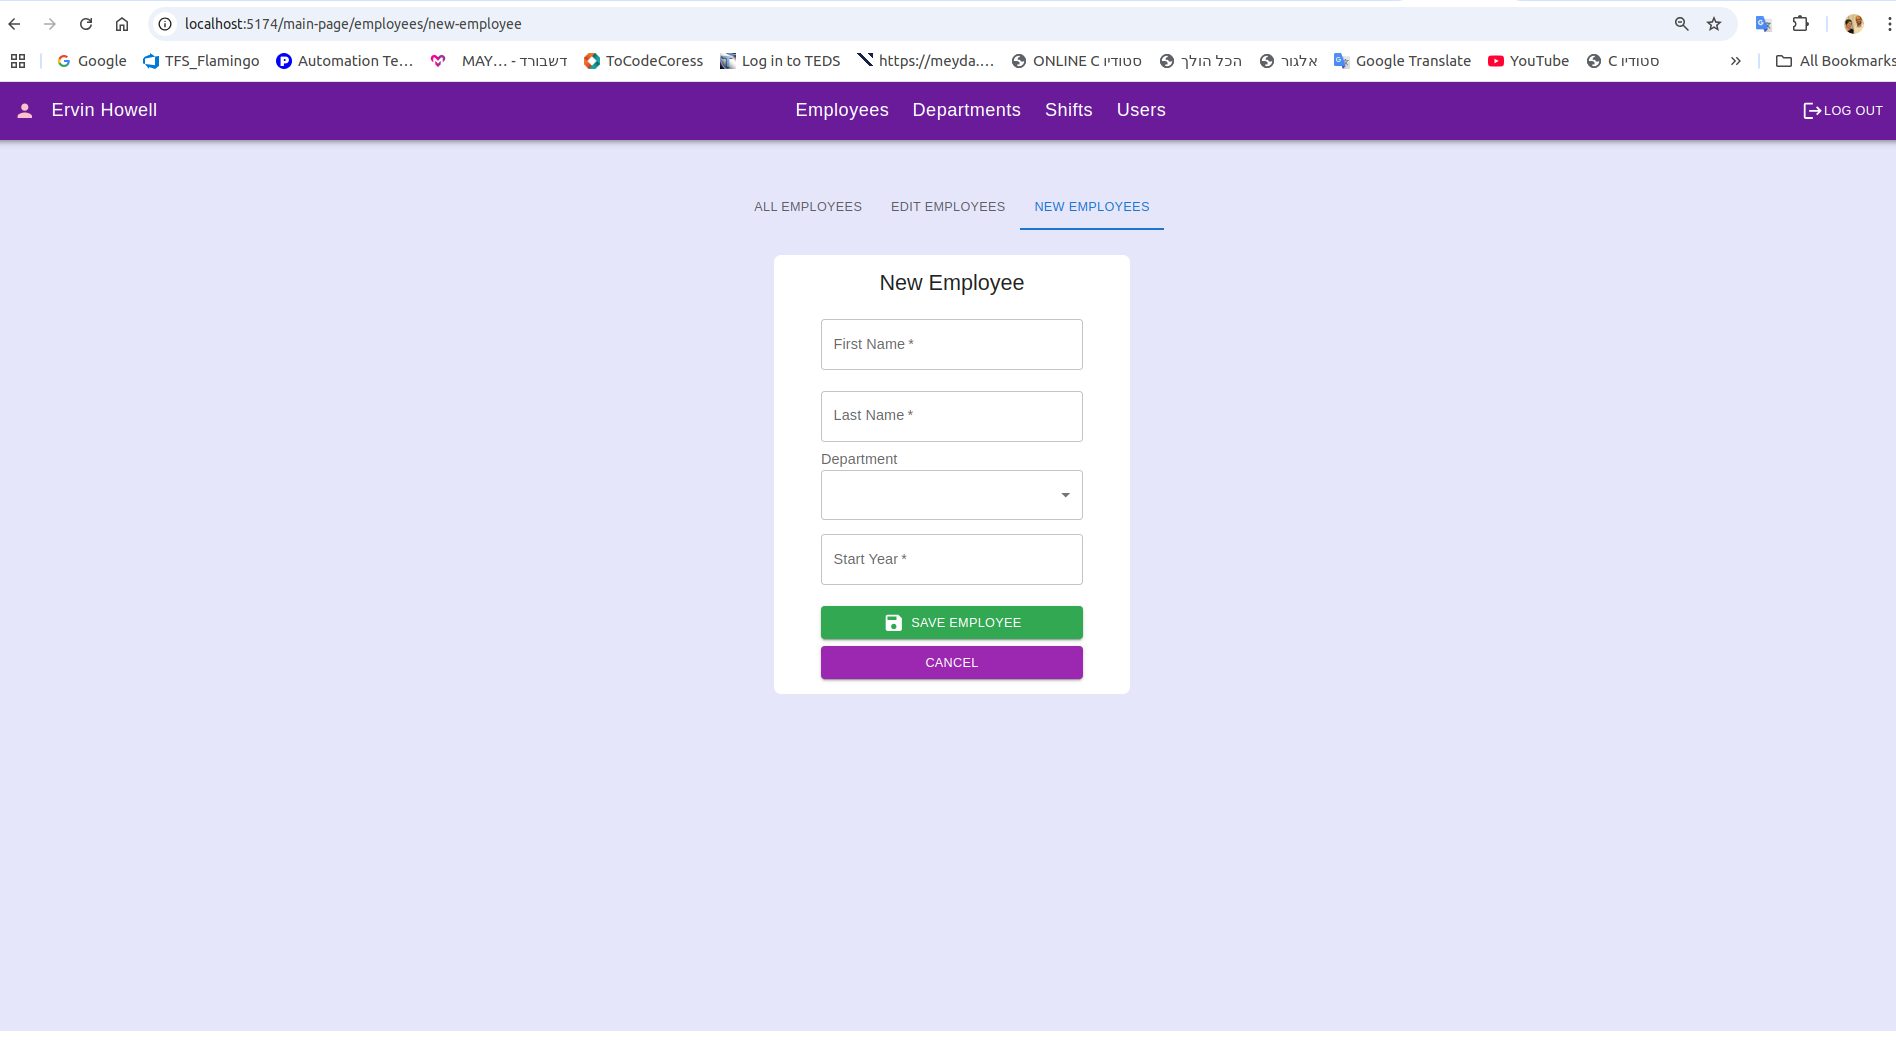 localhost:5174/main-page/employees/new-employee
Google TFS_Flamingo Automation Te... MAY... - דשבורד ToCodeCoress Log in to TEDS https://meyda.... ONLINE C סטודיו הכל הולך אלגור Google Translate YouTube C סטודיו » All Bookmarks
Ervin Howell Employees Departments Shifts Users LOG OUT
ALL EMPLOYEES EDIT EMPLOYEES NEW EMPLOYEES
New Employee
First Name *
Last Name *
Department
Start Year *
SAVE EMPLOYEE
CANCEL